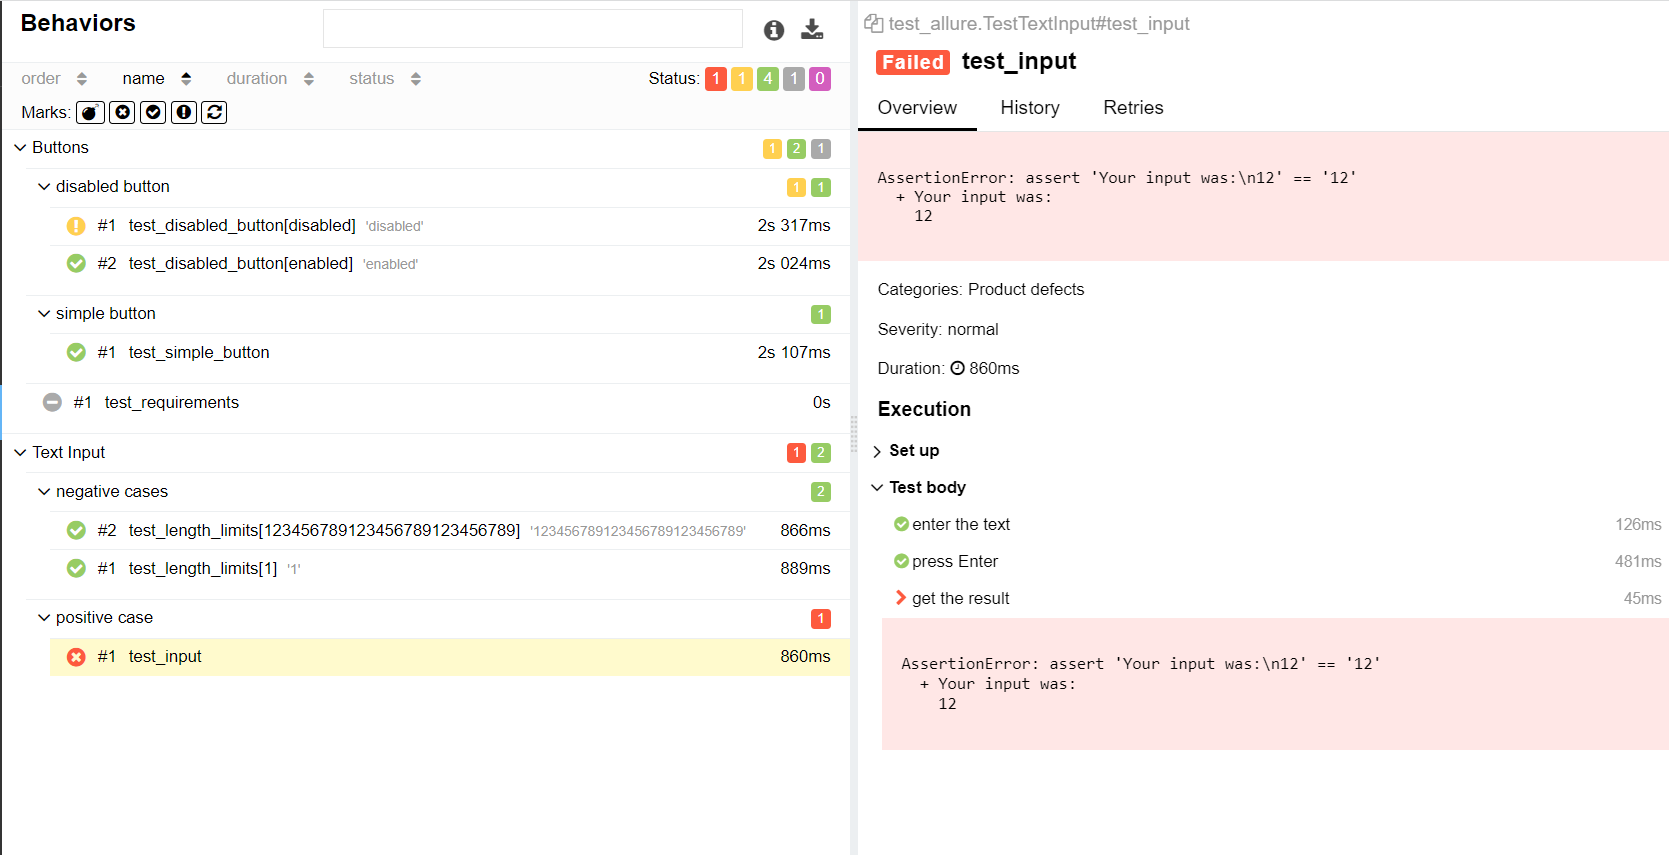 Behaviors
order name duration status Status: 1 1 4 1 0
Marks:
Buttons 1 2 1
disabled button 1 1
#1 test_disabled_button[disabled] 'disabled' 2s 317ms
#2 test_disabled_button[enabled] 'enabled' 2s 024ms
simple button 1
#1 test_simple_button 2s 107ms
#1 test_requirements 0s
Text Input 1 2
negative cases 2
#2 test_length_limits[123456789123456789123456789] '123456789123456789123456789' 866ms
#1 test_length_limits[1] '1' 889ms
positive case 1
#1 test_input 860ms
test_allure.TestTextInput#test_input
Failed test_input
Overview History Retries
AssertionError: assert 'Your input was:\n12' == '12'
+ Your input was:
12
Categories: Product defects
Severity: normal
Duration: 860ms
Execution
Set up
Test body
enter the text 126ms
press Enter 481ms
get the result 45ms
AssertionError: assert 'Your input was:\n12' == '12'
+ Your input was:
12